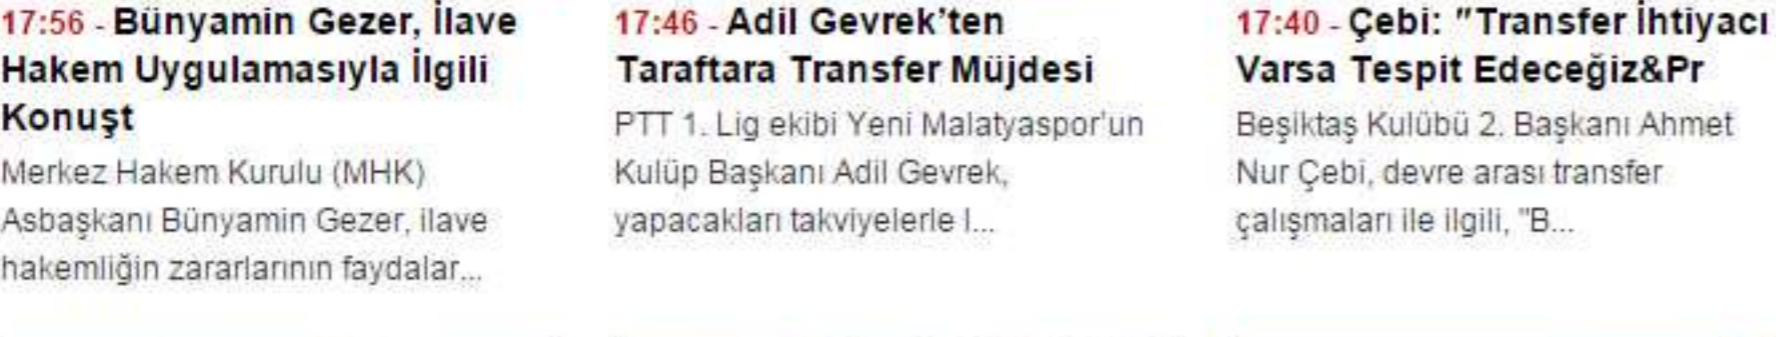 17:56 - Bünyamin Gezer, İlave
Hakem Uygulamasıyla İlgili
Konuşt
Merkez Hakem Kurulu (MHK)
Asbaşkanı Bünyamin Gezer, ilave
hakemliğin zararlarının faydalar...
17:46 - Adil Gevrek’ten
Taraftara Transfer Müjdesi
PTT 1. Lig ekibi Yeni Malatyaspor'un
Kulüp Başkanı Adil Gevrek,
yapacakları takviyelerle l...
17:40 - Çebi: "Transfer İhtiyacı
Varsa Tespit Edeceğiz&Pr
Beşiktaş Kulübü 2. Başkanı Ahmet
Nur Çebi, devre arası transfer
çalışmaları ile ilgili, "B...